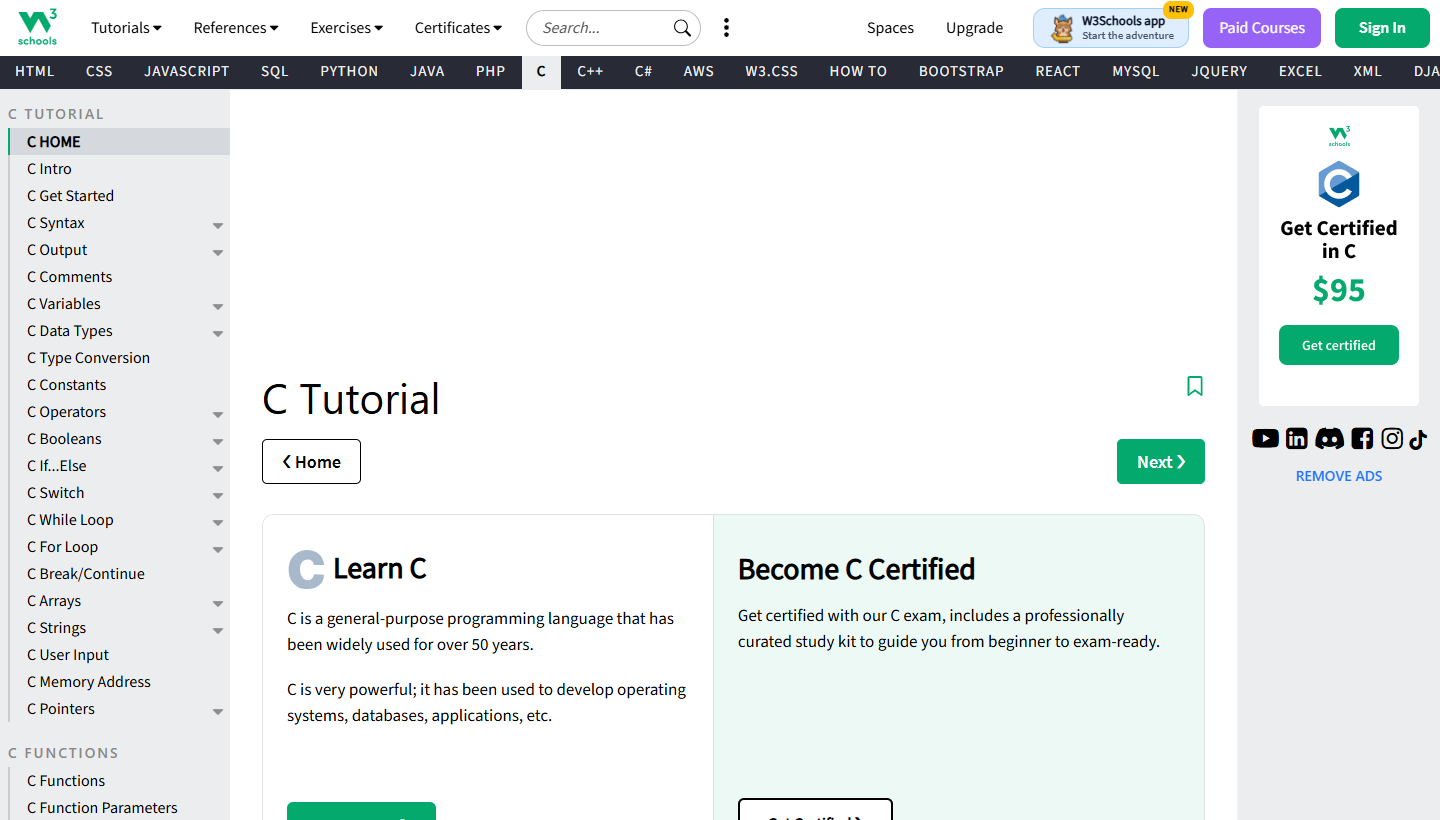 3
schools
Tutorials
References
Exercises
Certificates
Search...
Spaces
Upgrade
W3Schools app
Start the adventure
NEW
Paid Courses
Sign In
HTML
CSS
JAVASCRIPT
SQL
PYTHON
JAVA
PHP
C
C++
C#
AWS
W3.CSS
HOW TO
BOOTSTRAP
REACT
MYSQL
JQUERY
EXCEL
XML
DJA
C TUTORIAL
C HOME
C Intro
C Get Started
C Syntax
C Output
C Comments
C Variables
C Data Types
C Type Conversion
C Constants
C Operators
C Booleans
C If...Else
C Switch
C While Loop
C For Loop
C Break/Continue
C Arrays
C Strings
C User Input
C Memory Address
C Pointers
C FUNCTIONS
C Functions
C Function Parameters
C Tutorial
❮ Home
Next ❯
C Learn C
C is a general-purpose programming language that has
been widely used for over 50 years.
C is very powerful; it has been used to develop operating
systems, databases, applications, etc.
Become C Certified
Get certified with our C exam, includes a professionally
curated study kit to guide you from beginner to exam-ready.
3
schools
C
Get Certified
in C
$95
Get certified
REMOVE ADS